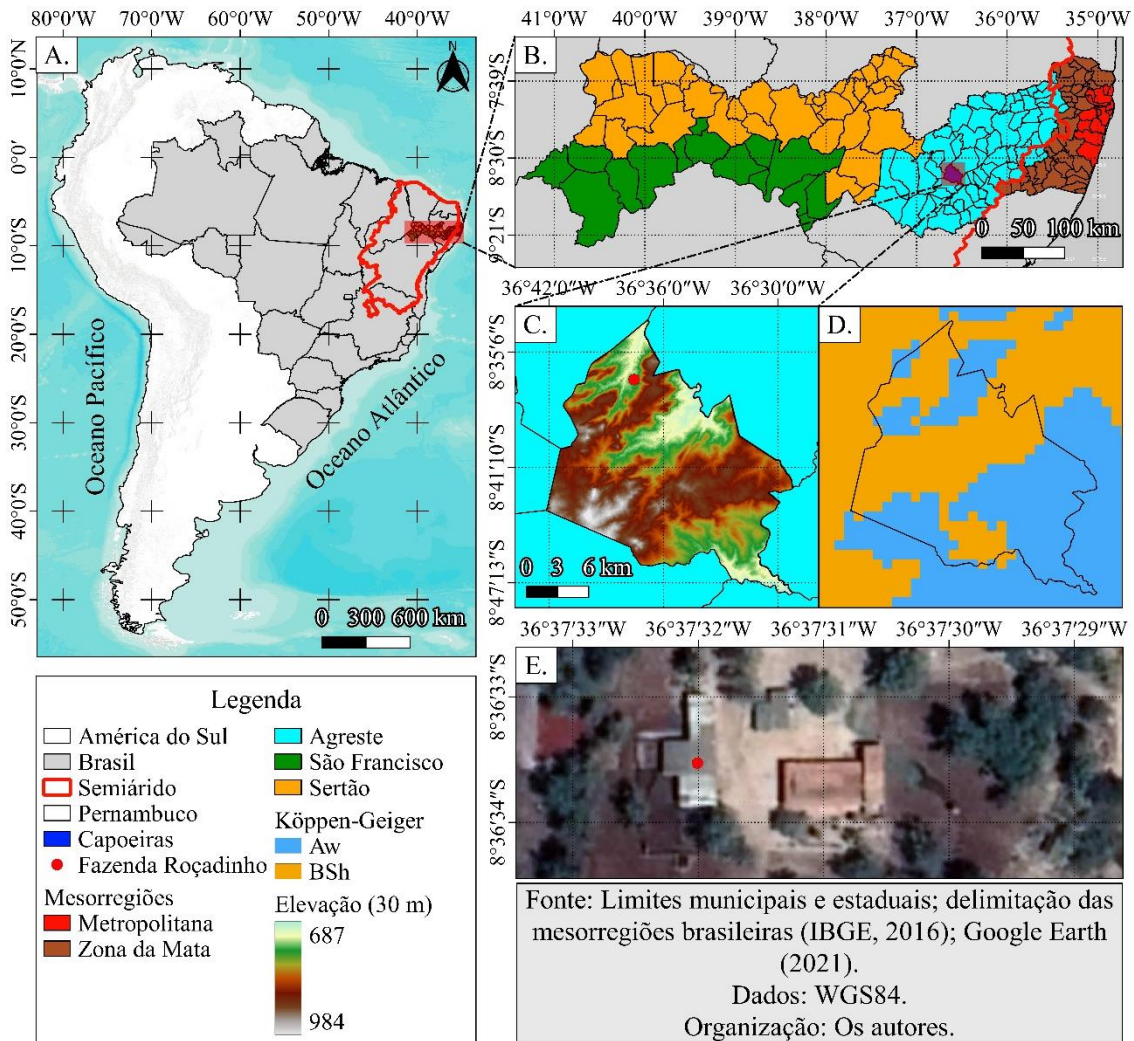 80°W 70°W 60°W 50°W 40°W
10°0'N
0°0'
10°0'S
20°0'S
30°0'S
40°0'S
50°0'S
A.
N
Oceano Pacífico
Oceano Atlântico
0 300 600 km
41°0'W 40°0'W 39°0'W 38°0'W 37°0'W 36°0'W 35°0'W
B.
7°39'S
8°30'S
9°21'S
0 50 100 km
36°42'0"W 36°36'0"W 36°30'0"W
C.
8°35'6"S
8°41'10"S
8°47'13"S
0 3 6 km
D.
36°37'33"W 36°37'32"W 36°37'31"W 36°37'30"W 36°37'29"W
E.
8°36'33"S
8°36'34"S
Legenda
América do Sul
Brasil
Semiárido
Pernambuco
Capoeiras
Fazenda Roçadinho
Mesorregiões
Metropolitana
Zona da Mata
Agreste
São Francisco
Sertão
Köppen-Geiger
Aw
BSh
Elevação (30 m)
687
984
Fonte: Limites municipais e estaduais; delimitação das
mesorregiões brasileiras (IBGE, 2016); Google Earth
(2021).
Dados: WGS84.
Organização: Os autores.